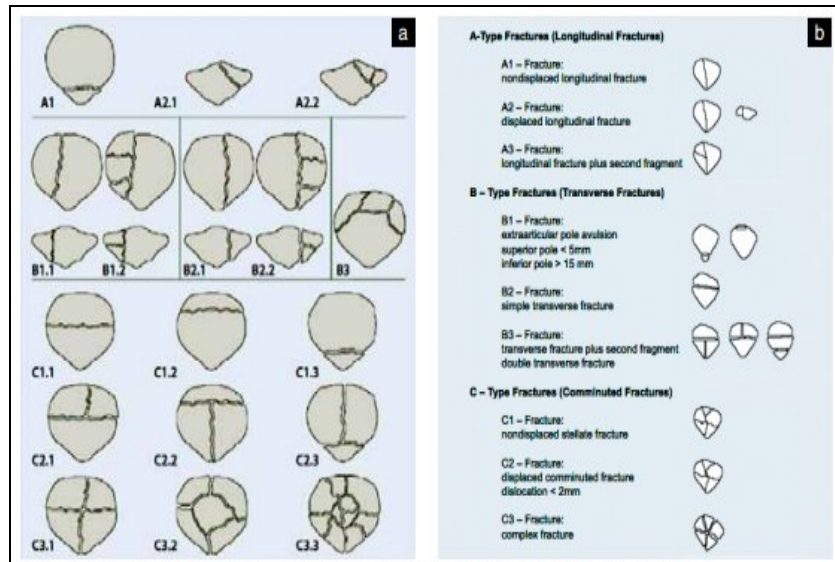 a
A1
A2.1
A2.2
B1.1
B1.2
B2.1
B2.2
B3
C1.1
C1.2
C1.3
C2.1
C2.2
C2.3
C3.1
C3.2
C3.3
b
A-Type Fractures (Longitudinal Fractures)
A1 – Fracture:
nondisplaced longitudinal fracture
A2 – Fracture:
displaced longitudinal fracture
A3 – Fracture:
longitudinal fracture plus second fragment
B – Type Fractures (Transverse Fractures)
B1 – Fracture:
extraarticular pole avulsion
superior pole < 5mm
inferior pole > 15 mm
B2 – Fracture:
simple transverse fracture
B3 – Fracture:
transverse fracture plus second fragment
double transverse fracture
C – Type Fractures (Comminuted Fractures)
C1 – Fracture:
nondisplaced stellate fracture
C2 – Fracture:
displaced comminuted fracture
dislocation < 2mm
C3 – Fracture:
complex fracture